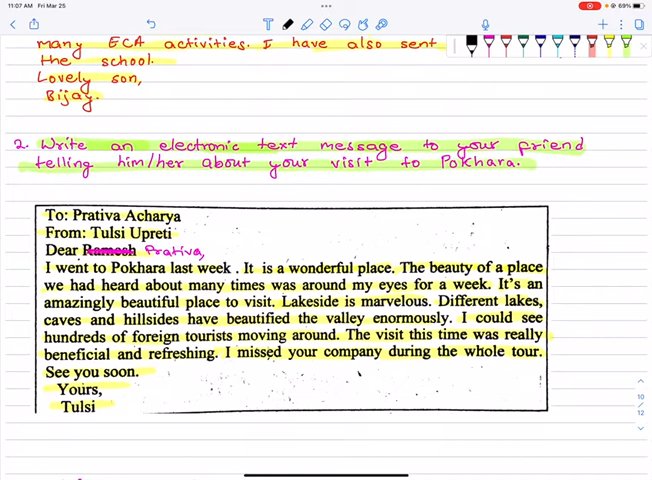 11:07 AM Fri Mar 25
69%
many ECA activities. I have also sent
the school.
Lovely son,
Bijay.
2. Write an electronic text message to your friend
telling him/her about your visit to Pokhara.
To: Prativa Acharya
From: Tulsi Upreti
Dear Ramesh Prativa,
I went to Pokhara last week . It is a wonderful place. The beauty of a place
we had heard about many times was around my eyes for a week. It's an
amazingly beautiful place to visit. Lakeside is marvelous. Different lakes,
caves and hillsides have beautified the valley enormously. I could see
hundreds of foreign tourists moving around. The visit this time was really
beneficial and refreshing. I missed your company during the whole tour.
See you soon.
Yours,
Tulsi
10
12